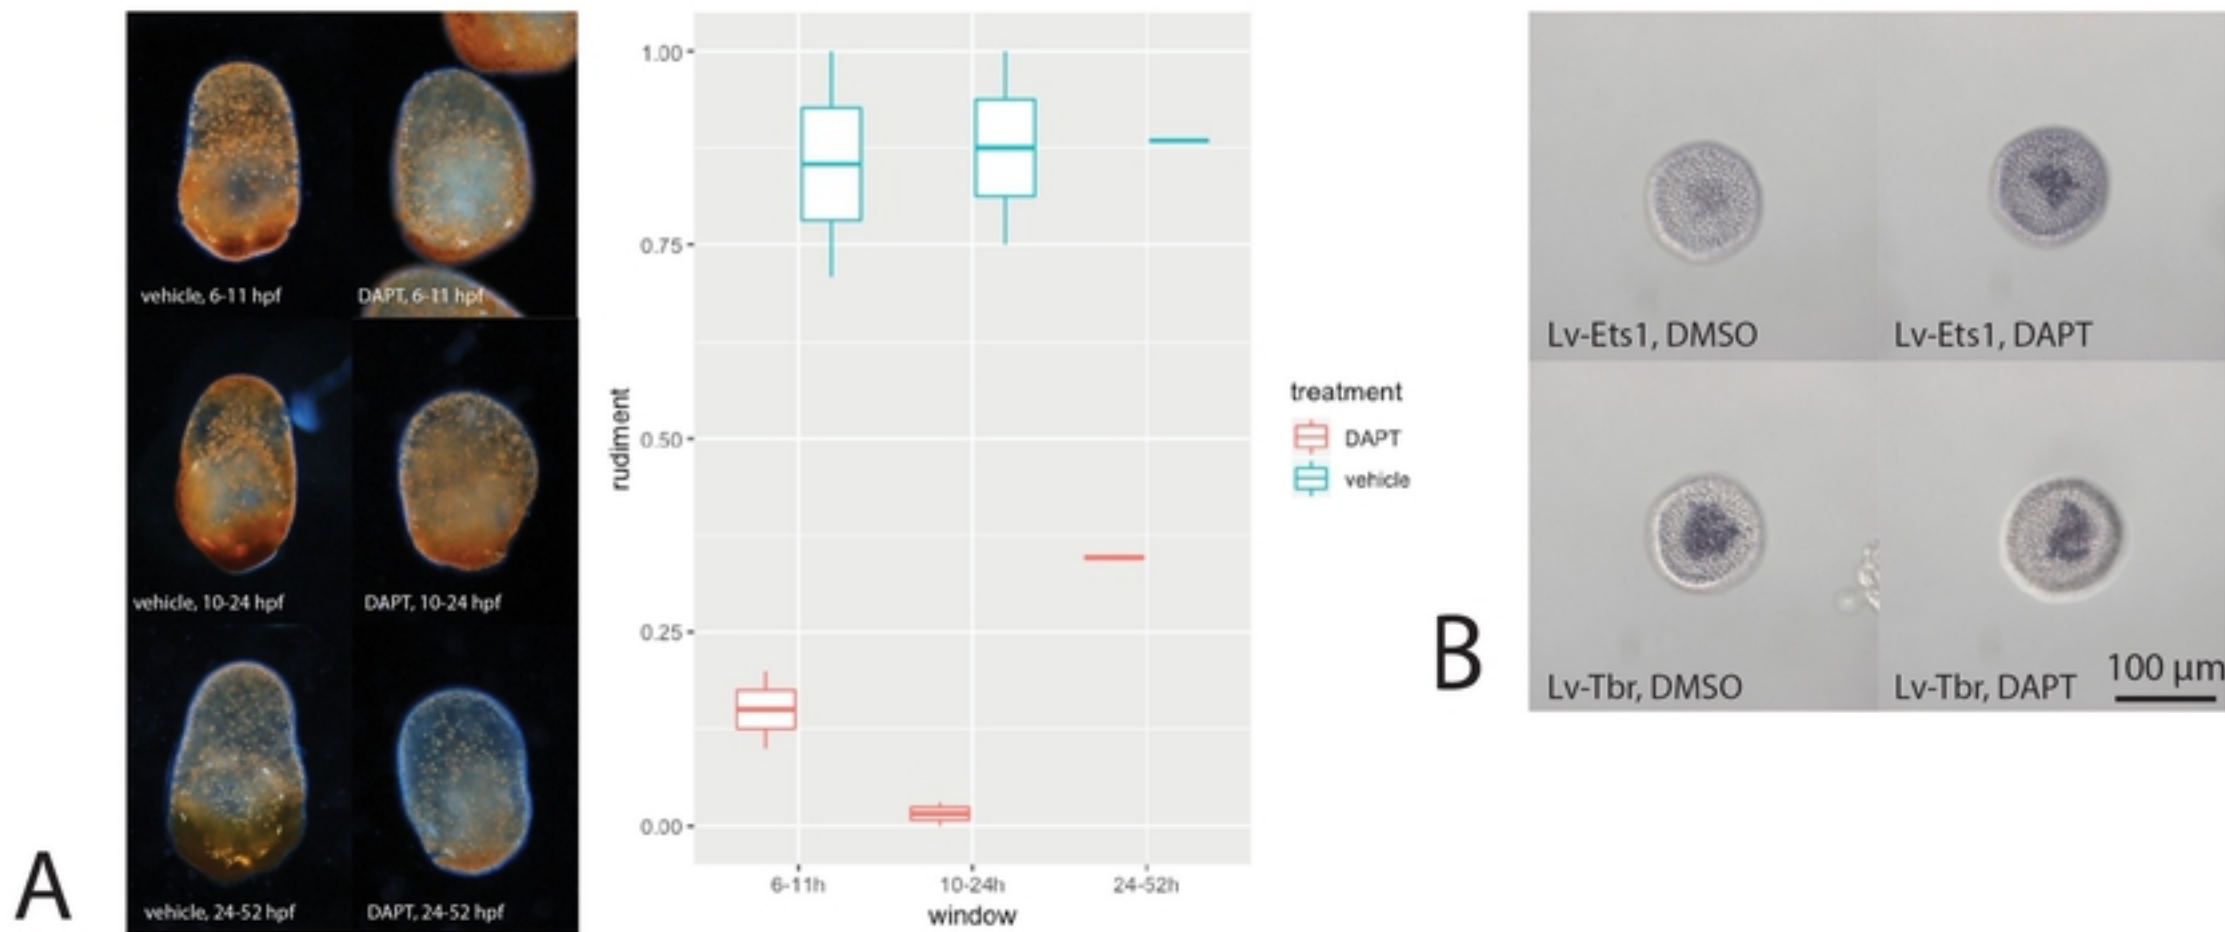 vehicle, 6-11 hpf
DAPT, 6-11 hpf
vehicle, 10-24 hpf
DAPT, 10-24 hpf
vehicle, 24-52 hpf
DAPT, 24-52 hpf
A
rudiment
1.00
0.75
0.50
0.25
0.00
6-11h
10-24h
24-52h
window
treatment
DAPT
vehicle
B
Lv-Ets1, DMSO
Lv-Ets1, DAPT
Lv-Tbr, DMSO
Lv-Tbr, DAPT
100 µm